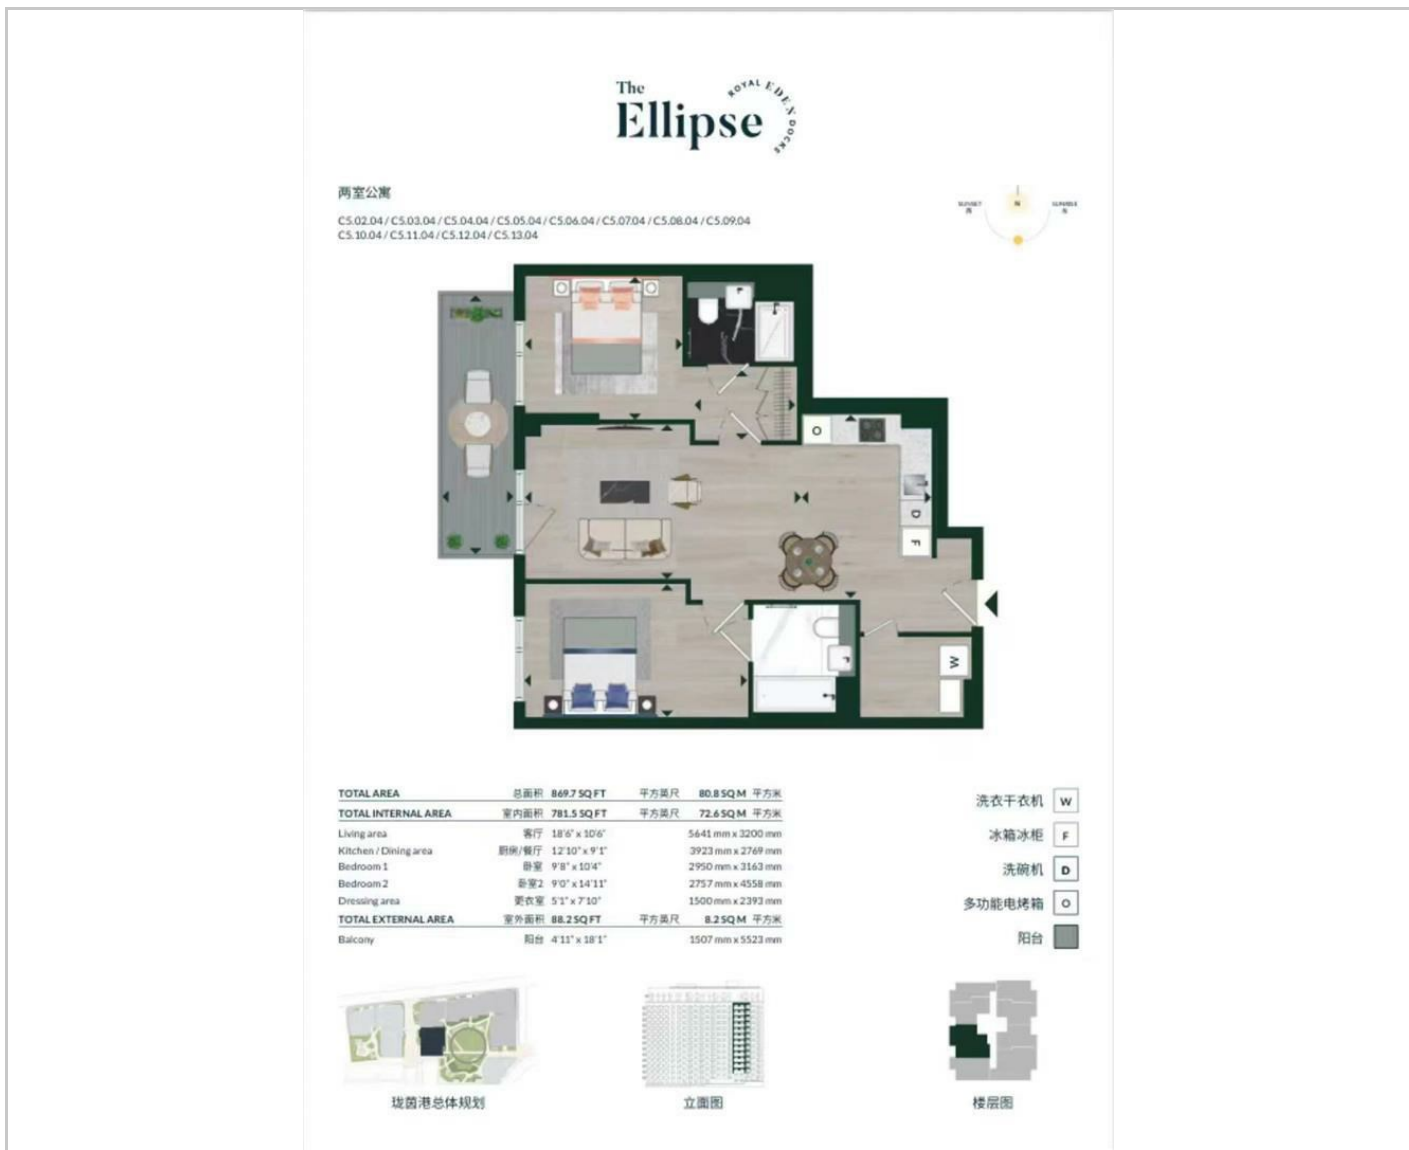 The
Ellipse
ROYAL EDEN DOCKS
两室公寓
C5.02.04 / C5.03.04 / C5.04.04 / C5.05.04 / C5.06.04 / C5.07.04 / C5.08.04 / C5.09.04
C5.10.04 / C5.11.04 / C5.12.04 / C5.13.04
SUNSET
西
N
SUNRISE
东
O
D
F
W
TOTAL AREA 总面积 869.7 SQ FT 平方英尺 80.8 SQ M 平方米
TOTAL INTERNAL AREA 室内面积 781.5 SQ FT 平方英尺 72.6 SQ M 平方米
Living area 客厅 18'6" x 10'6" 5641 mm x 3200 mm
Kitchen / Dining area 厨房/餐厅 12'10" x 9'1" 3923 mm x 2769 mm
Bedroom 1 卧室 9'8" x 10'4" 2950 mm x 3163 mm
Bedroom 2 卧室2 9'0" x 14'11" 2757 mm x 4558 mm
Dressing area 更衣室 5'1" x 7'10" 1500 mm x 2393 mm
TOTAL EXTERNAL AREA 室外面积 88.2 SQ FT 平方英尺 8.2 SQ M 平方米
Balcony 阳台 4'11" x 18'1" 1507 mm x 5523 mm
洗衣干衣机 W
冰箱冰柜 F
洗碗机 D
多功能电烤箱 O
阳台
珑茵港总体规划
立面图
楼层图